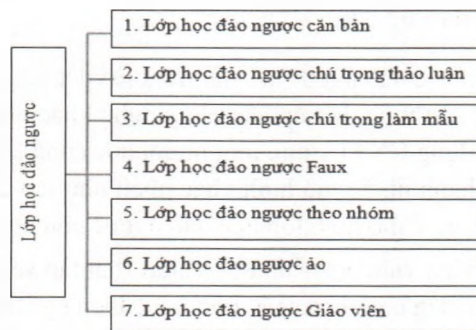 Lớp học đảo ngược
1. Lớp học đảo ngược căn bản
2. Lớp học đảo ngược chú trọng thảo luận
3. Lớp học đảo ngược chú trọng làm mẫu
4. Lớp học đảo ngược Faux
5. Lớp học đảo ngược theo nhóm
6. Lớp học đảo ngược ảo
7. Lớp học đảo ngược Giáo viên